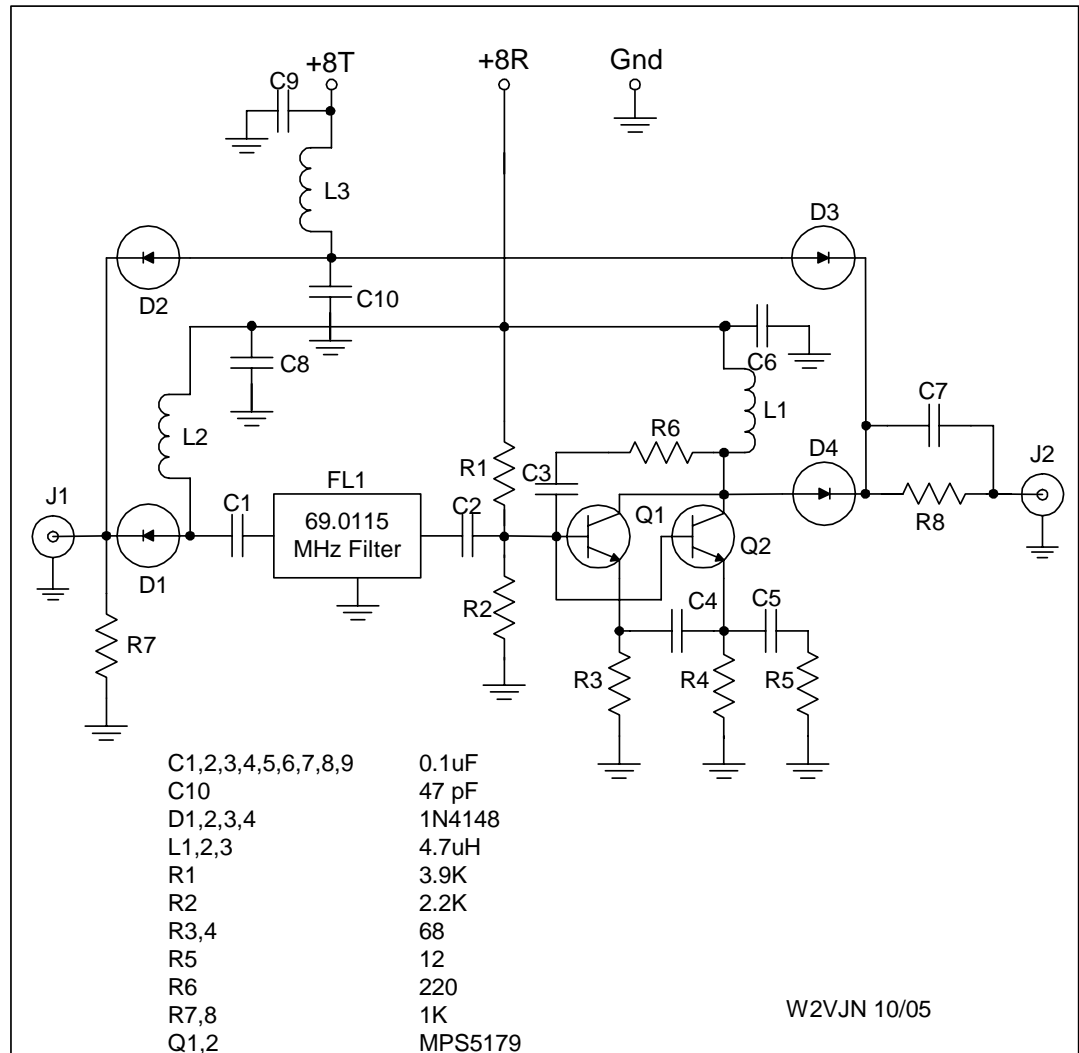 +8T
+8R
Gnd
C9
L3
D3
D2
C10
C8
C6
L2
L1
C7
R6
R1
C3
D4
J1
FL1
J2
C1
69.0115
MHz Filter
C2
Q1
R8
Q2
D1
R2
C4
C5
R7
R3
R4
R5
C1,2,3,4,5,6,7,8,9 0.1uF
C10 47 pF
D1,2,3,4 1N4148
L1,2,3 4.7uH
R1 3.9K
R2 2.2K
R3,4 68
R5 12
R6 220
R7,8 1K
Q1,2 MPS5179
W2VJN 10/05